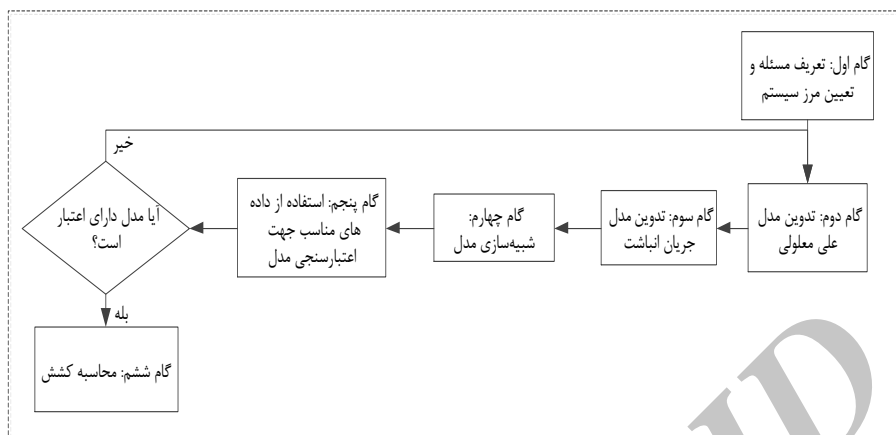 گام اول: تعریف مسئله و
تعیین مرز سیستم
خیر
گام دوم: تدوین مدل
علی معلولی
گام سوم: تدوین مدل
جریان انباشت
گام چهارم:
شبیه‌سازی مدل
گام پنجم: استفاده از داده
های مناسب جهت
اعتبارسنجی مدل
آیا مدل دارای اعتبار
است؟
بله
گام ششم: محاسبه کشش